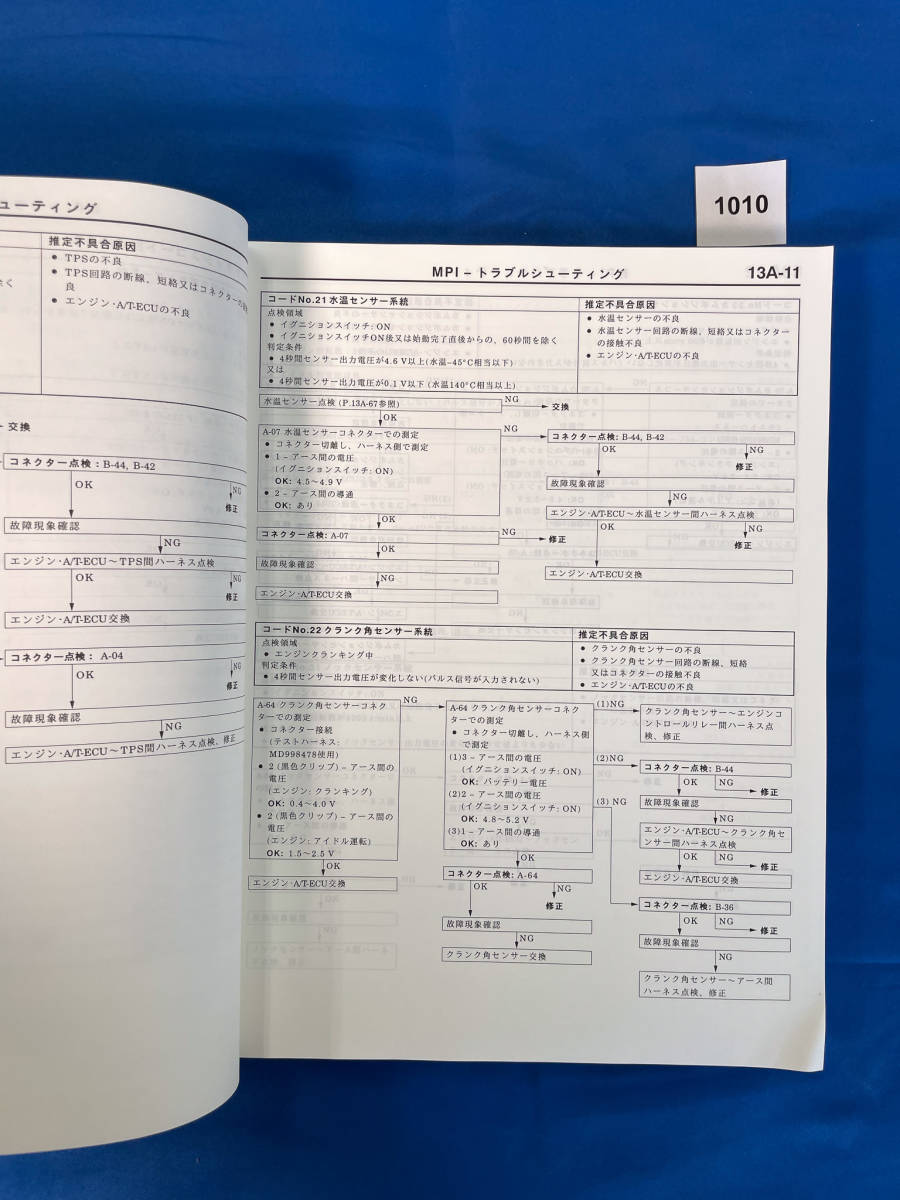 1010
ューティング
推定不具合原因
● TPSの不良
● TPS回路の断線、短絡又はコネクターの
良
● エンジン・A/T-ECUの不良
く
交換
コネクター点検：B-44, B-42
OK
NG
修正
故障現象確認
NG
エンジン・A/T-ECU～TPS間ハーネス点検
OK
NG
修正
エンジン・A/T-ECU交換
コネクター点検： A-04
OK
NG
修正
故障現象確認
NG
エンジン・A/T-ECU～TPS間ハーネス点検、修正
MPI – トラブルシューティング
13A-11
コードNo.21 水温センサー系統
点検領域
● イグニションスイッチ: ON
● イグニションスイッチON後又は始動完了直後からの、60秒間を除く
判定条件
● 4秒間センサー出力電圧が4.6 V以上(水温–45°C相当以下)
又は
● 4秒間センサー出力電圧が0.1 V以下 (水温140°C相当以上)
推定不具合原因
● 水温センサーの不良
● 水温センサー回路の断線、短絡又はコネクター
の接触不良
● エンジン・A/T-ECUの不良
水温センサー点検 (P.13A-67参照)
NG
交換
OK
A-07 水温センサーコネクターでの測定
● コネクター切離し、ハーネス側で測定
● 1 – アース間の電圧
(イグニションスイッチ: ON)
OK: 4.5～4.9 V
● 2 – アース間の導通
OK: あり
NG
コネクター点検: B-44, B-42
OK
NG
修正
故障現象確認
NG
エンジン・A/T-ECU～水温センサー間ハーネス点検
OK
NG
修正
エンジン・A/T-ECU交換
OK
コネクター点検: A-07
NG
修正
OK
故障現象確認
NG
エンジン・A/T-ECU交換
コードNo.22 クランク角センサー系統
点検領域
● エンジンクランキング中
判定条件
● 4秒間センサー出力電圧が変化しない(パルス信号が入力されない)
推定不具合原因
● クランク角センサーの不良
● クランク角センサー回路の断線、短絡
又はコネクターの接触不良
● エンジン・A/T-ECUの不良
A-64 クランク角センサーコネク
ターでの測定
● コネクター接続
(テストハーネス:
MD998478使用)
● 2 (黒色クリップ) – アース間の
電圧
(エンジン: クランキング)
OK: 0.4～4.0 V
● 2 (黒色クリップ) – アース間の
電圧
(エンジン: アイドル運転)
OK: 1.5～2.5 V
OK
エンジン・A/T-ECU交換
NG
A-64 クランク角センサーコネク
ターでの測定
● コネクター切離し、ハーネス側
で測定
(1)3 – アース間の電圧
(イグニションスイッチ: ON)
OK: バッテリー電圧
(2)2 – アース間の電圧
(イグニションスイッチ: ON)
OK: 4.8～5.2 V
(3)1 – アース間の導通
OK: あり
OK
コネクター点検: A-64
OK
NG
修正
故障現象確認
NG
クランク角センサー交換
(1)NG
クランク角センサー～エンジンコ
ントロールリレー間ハーネス点
検、修正
(2)NG
コネクター点検: B-44
OK
NG
修正
故障現象確認
NG
エンジン・A/T-ECU～クランク角セ
ンサー間ハーネス点検
OK
NG
修正
エンジン・A/T-ECU交換
(3) NG
コネクター点検: B-36
OK
NG
修正
故障現象確認
NG
クランク角センサー～アース間
ハーネス点検、修正